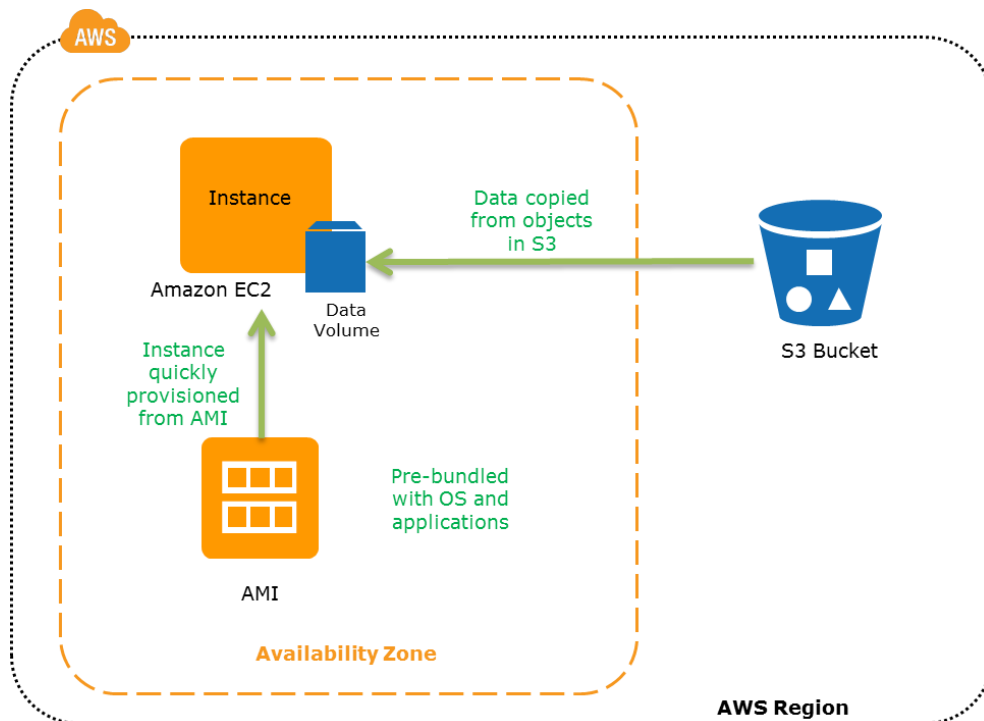 AWS
Instance
Amazon EC2
Data
Volume
Data copied
from objects
in S3
S3 Bucket
Instance
quickly
provisioned
from AMI
Pre-bundled
with OS and
applications
AMI
Availability Zone
AWS Region